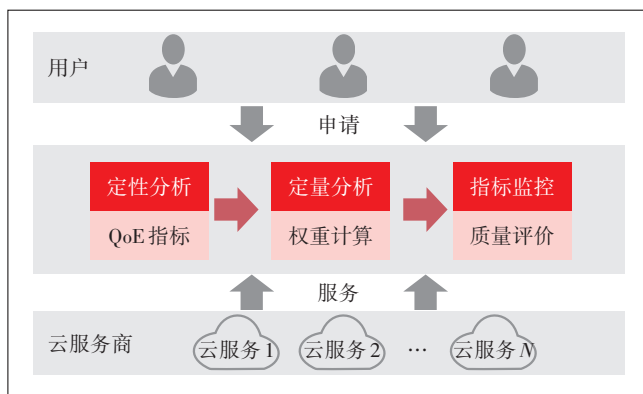 用户
申请
定性分析 定量分析 指标监控
QoE 指标 权重计算 质量评价
服务
云服务商 云服务 1 云服务 2 … 云服务 N